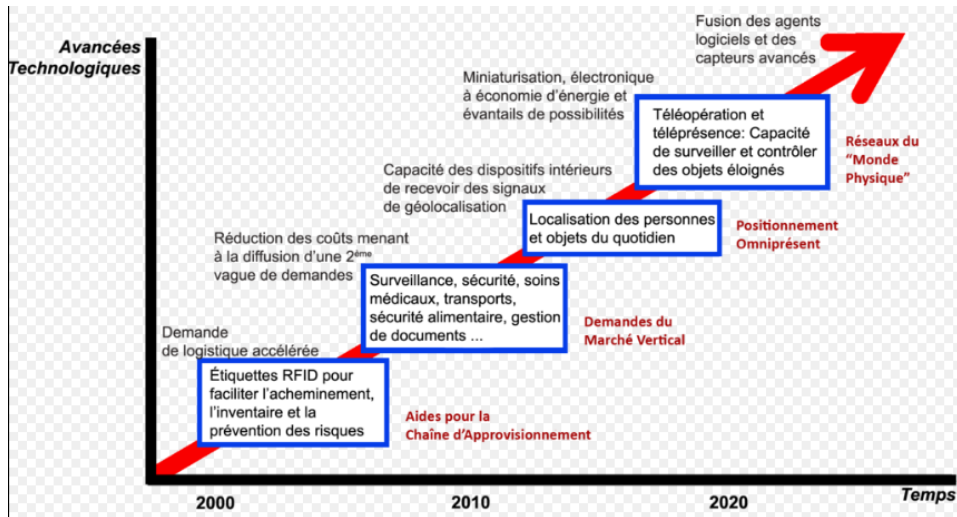 Avancées
Technologiques
Fusion des agents
logiciels et des
capteurs avancés
Miniaturisation, électronique
à économie d'énergie et
évantails de possibilités
Téléopération et
téléprésence: Capacité
de surveiller et contrôler
des objets éloignés
Réseaux du
"Monde
Physique"
Capacité des dispositifs intérieurs
de recevoir des signaux
de géolocalisation
Localisation des personnes
et objets du quotidien
Positionnement
Omniprésent
Réduction des coûts menant
à la diffusion d'une 2ème
vague de demandes
Surveillance, sécurité, soins
médicaux, transports,
sécurité alimentaire, gestion
de documents ...
Demandes du
Marché Vertical
Demande
de logistique accélérée
Étiquettes RFID pour
faciliter l'acheminement,
l'inventaire et la
prévention des risques
Aides pour la
Chaîne d'Approvisionnement
2000
2010
2020
Temps